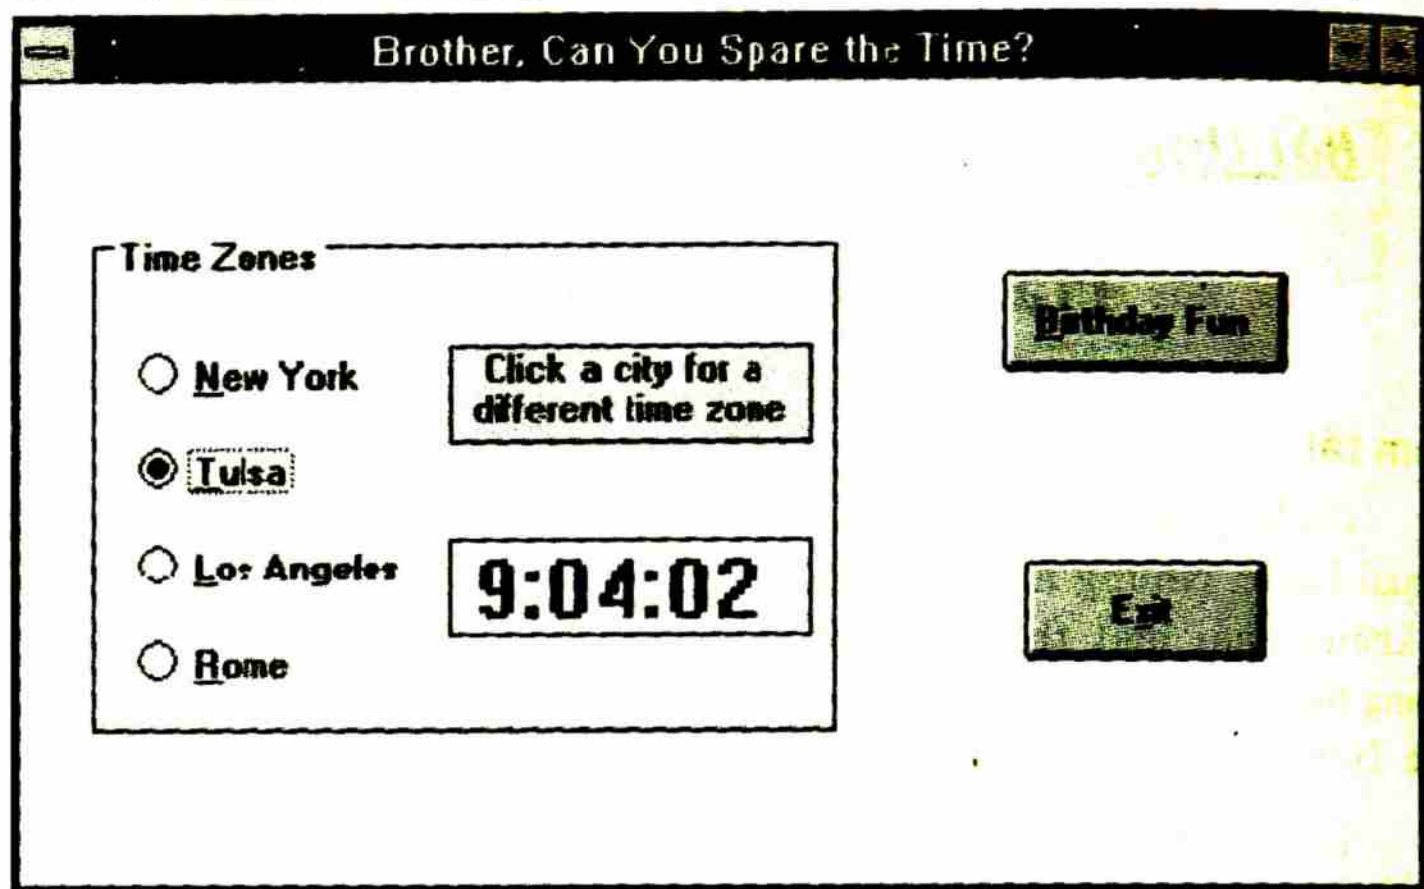 Brother, Can You Spare the Time?
Time Zones
New York
Click a city for a
different time zone
Tulsa
Los Angeles
9:04:02
Rome
Birthday Fun
Exit